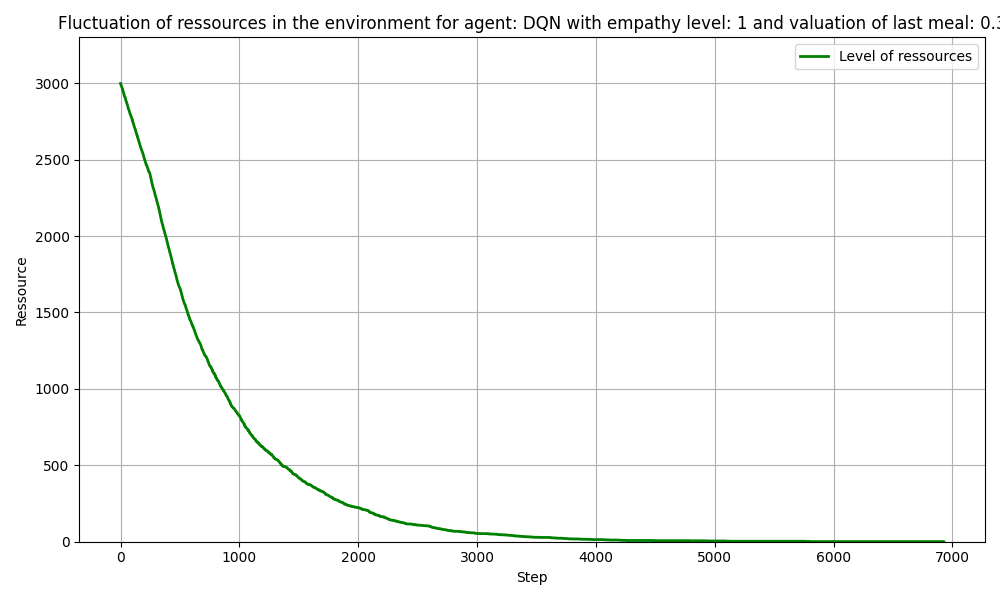 Fluctuation of ressources in the environment for agent: DQN with empathy level: 1 and valuation of last meal: 0.3
Level of ressources
3000
2500
2000
1500
1000
500
0
Ressource
0 1000 2000 3000 4000 5000 6000 7000
Step